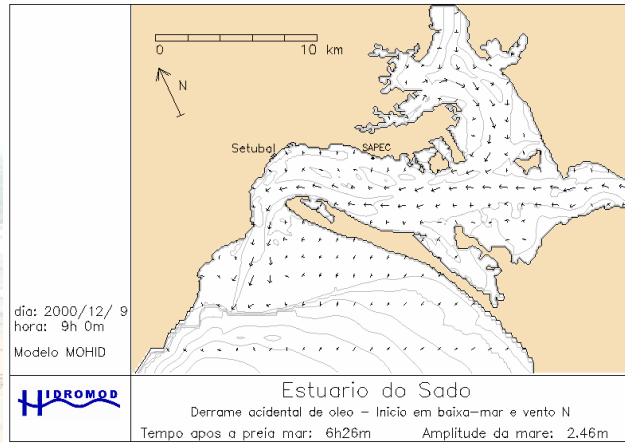 0 10 km
N
Setubal
SAPEC
dia: 2000/12/ 9
hora: 9h 0m
Modelo MOHID
HIDROMOD
Estuario do Sado
Derrame acidental de oleo - Inicio em baixa-mar e vento N
Tempo apos a preia mar: 6h26m Amplitude da mare: 2.46m